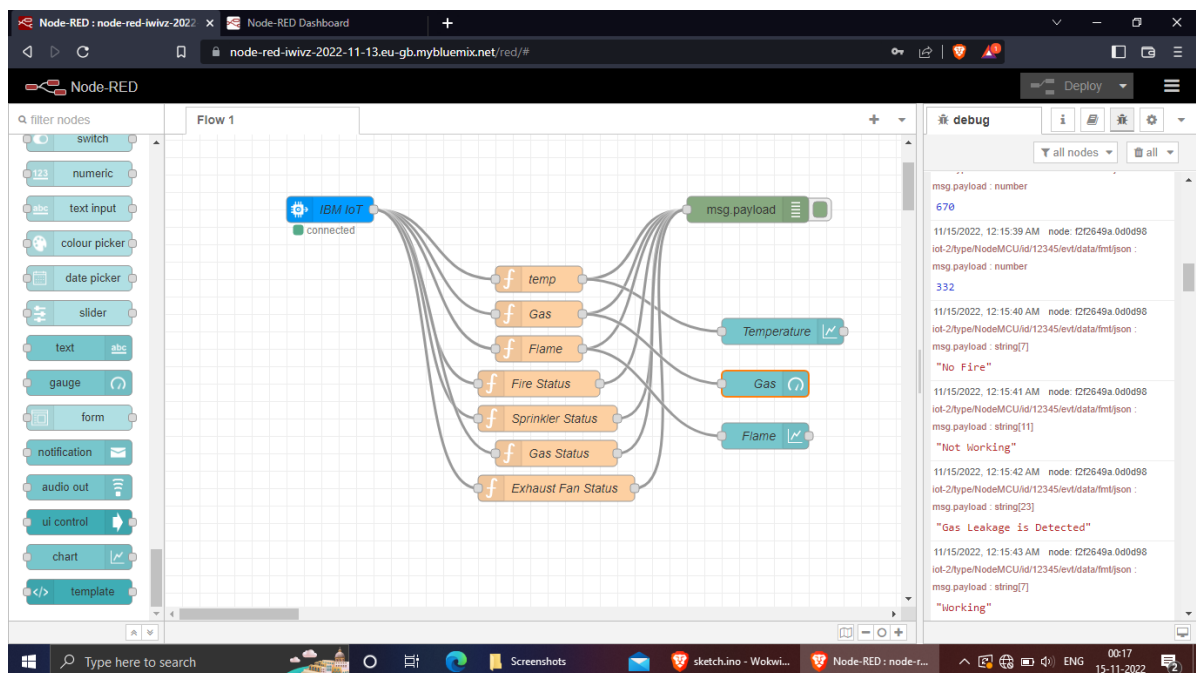 Node-RED : node-red-iwivz-2022
Node-RED Dashboard
node-red-iwivz-2022-11-13.eu-gb.mybluemix.net/red/#
Node-RED
Deploy
filter nodes
Flow 1
debug
i
all nodes
all
switch
123 numeric
abc text input
colour picker
date picker
slider
text abc
gauge
form
notification
audio out
ui control
chart
</> template
IBM IoT
connected
f temp
f Gas
f Flame
f Fire Status
f Sprinkler Status
f Gas Status
f Exhaust Fan Status
msg.payload
Temperature
Gas
Flame
msg.payload : number
670
11/15/2022, 12:15:39 AM node: f2f2649a.0d0d98
iot-2/type/NodeMCU/id/12345/evt/data/fmt/json :
msg.payload : number
332
11/15/2022, 12:15:40 AM node: f2f2649a.0d0d98
iot-2/type/NodeMCU/id/12345/evt/data/fmt/json :
msg.payload : string[7]
"No Fire"
11/15/2022, 12:15:41 AM node: f2f2649a.0d0d98
iot-2/type/NodeMCU/id/12345/evt/data/fmt/json :
msg.payload : string[11]
"Not Working"
11/15/2022, 12:15:42 AM node: f2f2649a.0d0d98
iot-2/type/NodeMCU/id/12345/evt/data/fmt/json :
msg.payload : string[23]
"Gas Leakage is Detected"
11/15/2022, 12:15:43 AM node: f2f2649a.0d0d98
iot-2/type/NodeMCU/id/12345/evt/data/fmt/json :
msg.payload : string[7]
"Working"
Type here to search
Screenshots
sketch.ino - Wokwi...
Node-RED : node-r...
ENG
00:17
15-11-2022
2